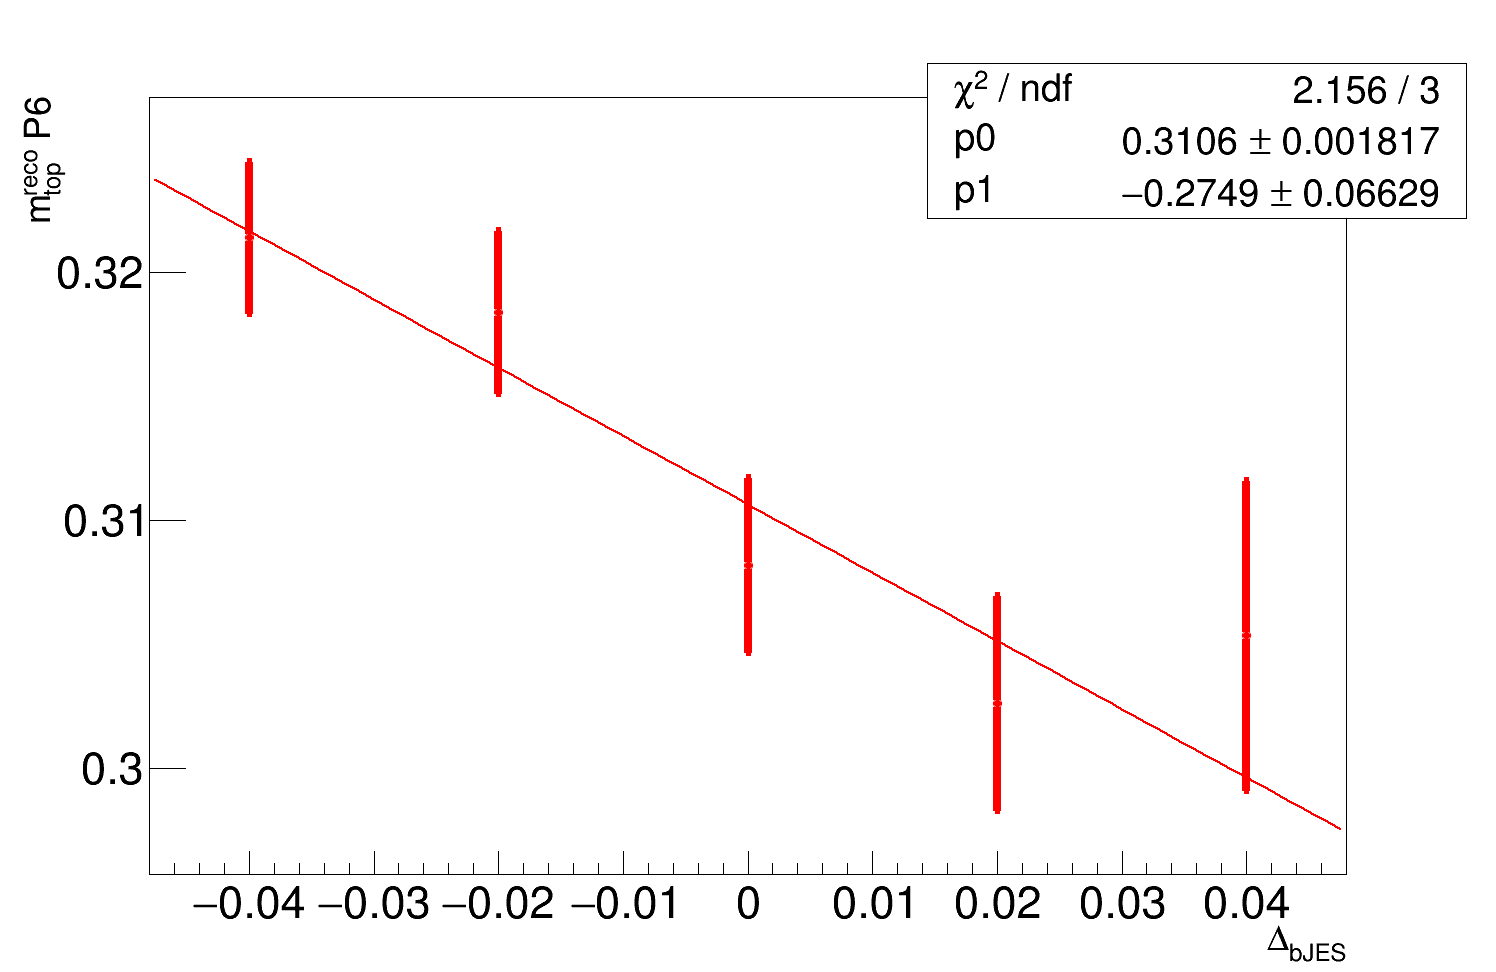 χ² / ndf 2.156 / 3
p0 0.3106 ± 0.001817
p1 −0.2749 ± 0.06629
m^reco_top P6
0.32
0.31
0.3
−0.04 −0.03 −0.02 −0.01 0 0.01 0.02 0.03 0.04
Δ_bJES